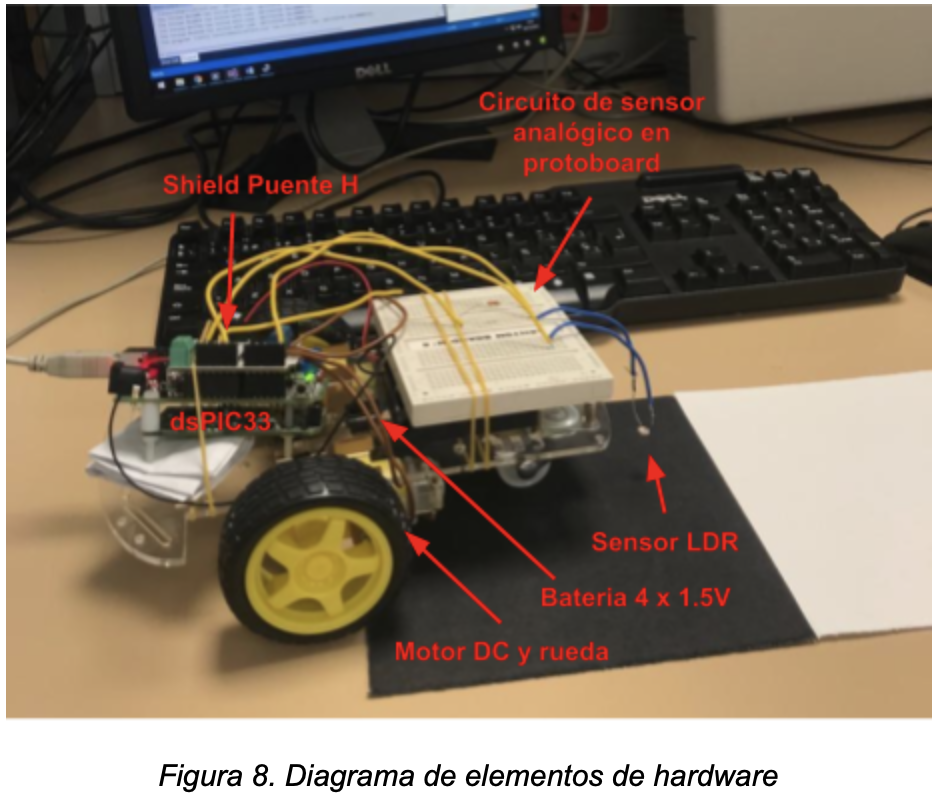 DELL
Circuito de sensor
analógico en
protoboard
Shield Puente H
DELL
dsPIC33
Sensor LDR
Bateria 4 x 1.5V
Motor DC y rueda
Figura 8. Diagrama de elementos de hardware